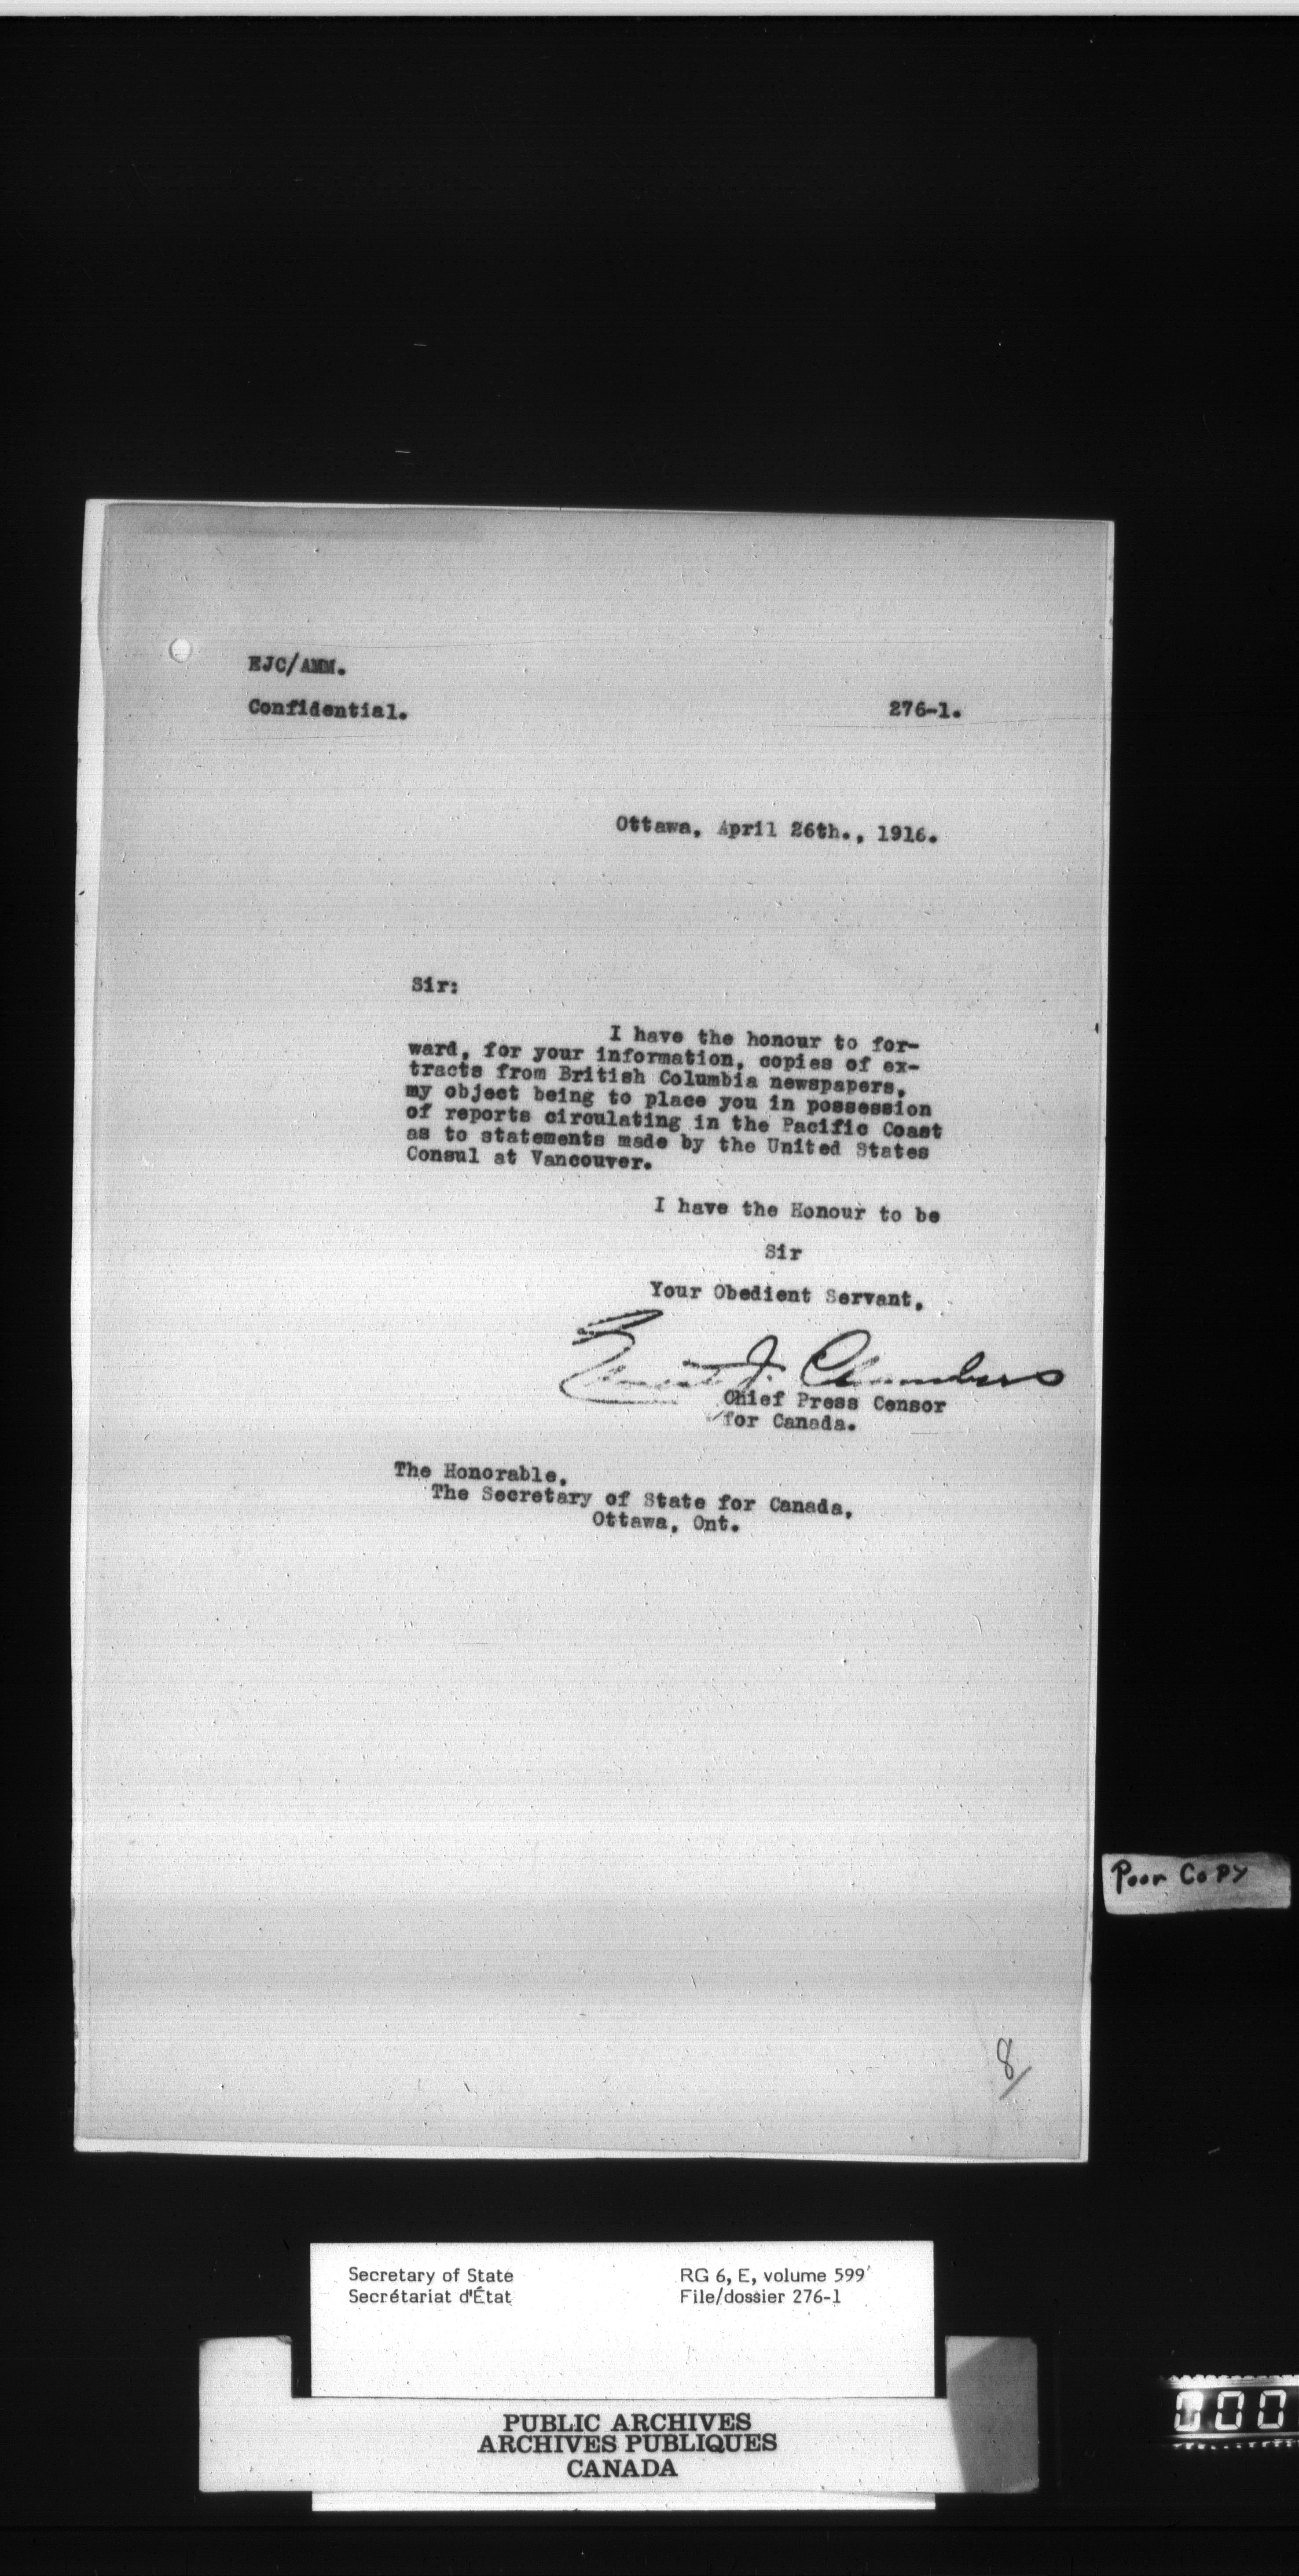 EJC/AMM.
Confidential. 276-1.
Ottawa, April 26th., 1916.
Sir:
I have the honour to for-
ward, for your information, copies of ex-
tracts from British Columbia newspapers,
my object being to place you in possession
of reports circulating in the Pacific Coast
as to statements made by the United States
Consul at Vancouver.
I have the Honour to be
Sir
Your Obedient Servant,
Ernest J. Chambers
Chief Press Censor
for Canada.
The Honorable,
The Secretary of State for Canada,
Ottawa, Ont.
Poor Copy
8
Secretary of State RG 6, E, volume 599
Secrétariat d'État File/dossier 276-1
PUBLIC ARCHIVES
ARCHIVES PUBLIQUES
CANADA
000